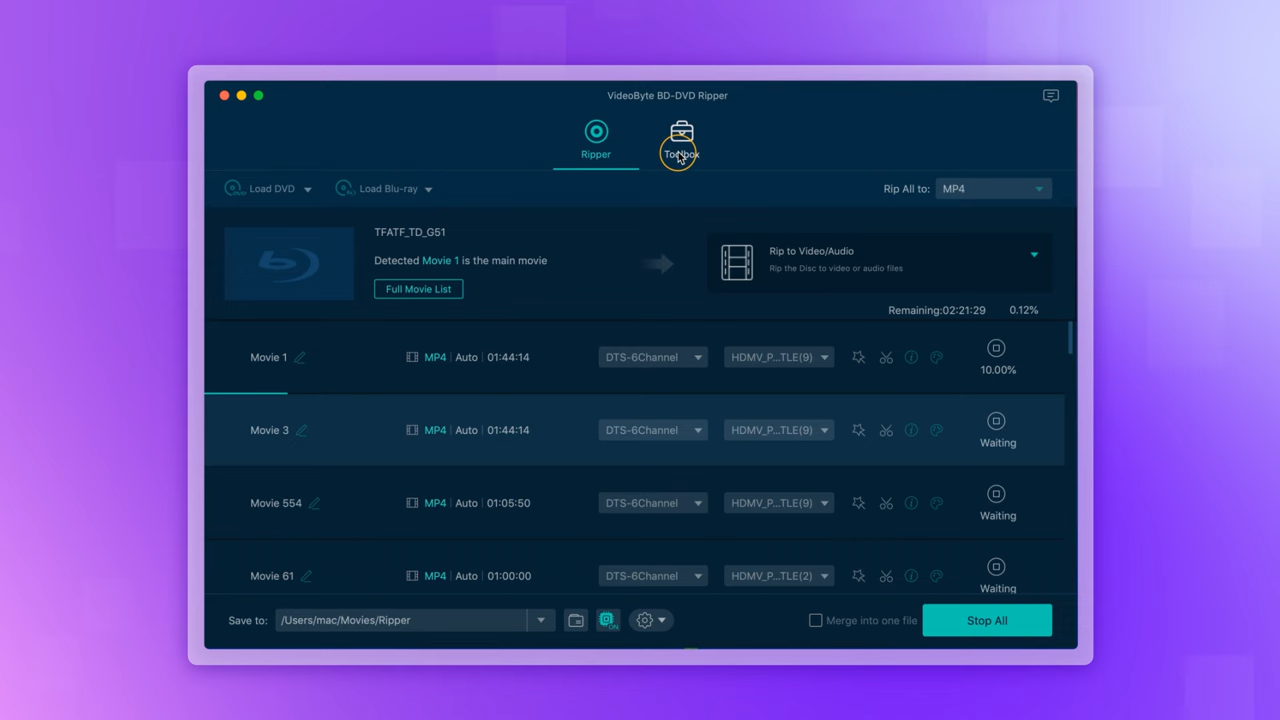 VideoByte BD-DVD Ripper
Ripper
Toolbox
Load DVD
Load Blu-ray
Rip All to:
MP4
TFATF_TD_G51
Detected Movie 1 is the main movie
Full Movie List
Rip to Video/Audio
Rip the Disc to video or audio files
Remaining:02:21:29 0.12%
Movie 1 MP4 Auto 01:44:14 DTS-6Channel HDMV_P...TLE(9)
10.00%
Movie 3 MP4 Auto 01:44:14 DTS-6Channel HDMV_P...TLE(9)
Waiting
Movie 554 MP4 Auto 01:05:50 DTS-6Channel HDMV_P...TLE(9)
Waiting
Movie 61 MP4 Auto 01:00:00 DTS-6Channel HDMV_P...TLE(2)
Waiting
Save to: /Users/mac/Movies/Ripper
ON
Merge into one file
Stop All